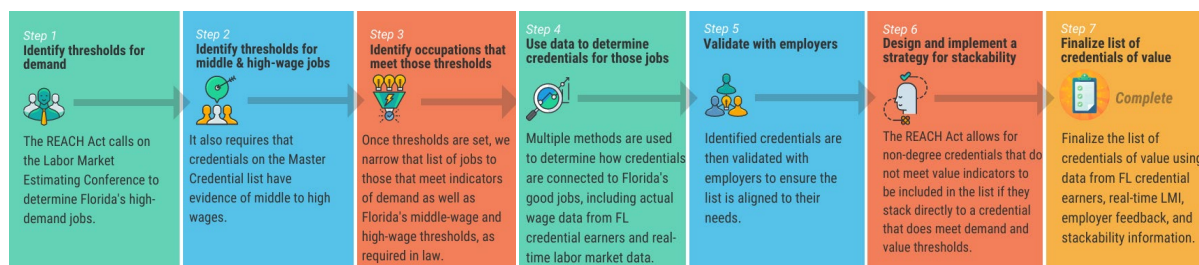 Step 1
Identify thresholds for
demand
The REACH Act calls on
the Labor Market
Estimating Conference to
determine Florida's high-
demand jobs.
Step 2
Identify thresholds for
middle & high-wage jobs
It also requires that
credentials on the Master
Credential list have
evidence of middle to high
wages.
Step 3
Identify occupations that
meet those thresholds
Once thresholds are set, we
narrow that list of jobs to
those that meet indicators
of demand as well as
Florida's middle-wage and
high-wage thresholds, as
required in law.
Step 4
Use data to determine
credentials for those jobs
Multiple methods are used
to determine how credentials
are connected to Florida's
good jobs, including actual
wage data from FL
credential earners and real-
time labor market data.
Step 5
Validate with employers
Identified credentials are
then validated with
employers to ensure the
list is aligned to their
needs.
Step 6
Design and implement a
strategy for stackability
The REACH Act allows for
non-degree credentials that do
not meet value indicators to
be included in the list if they
stack directly to a credential
that does meet demand and
value thresholds.
Step 7
Finalize list of
credentials of value
Complete
Finalize the list of
credentials of value using
data from FL credential
earners, real-time LMI,
employer feedback, and
stackability information.